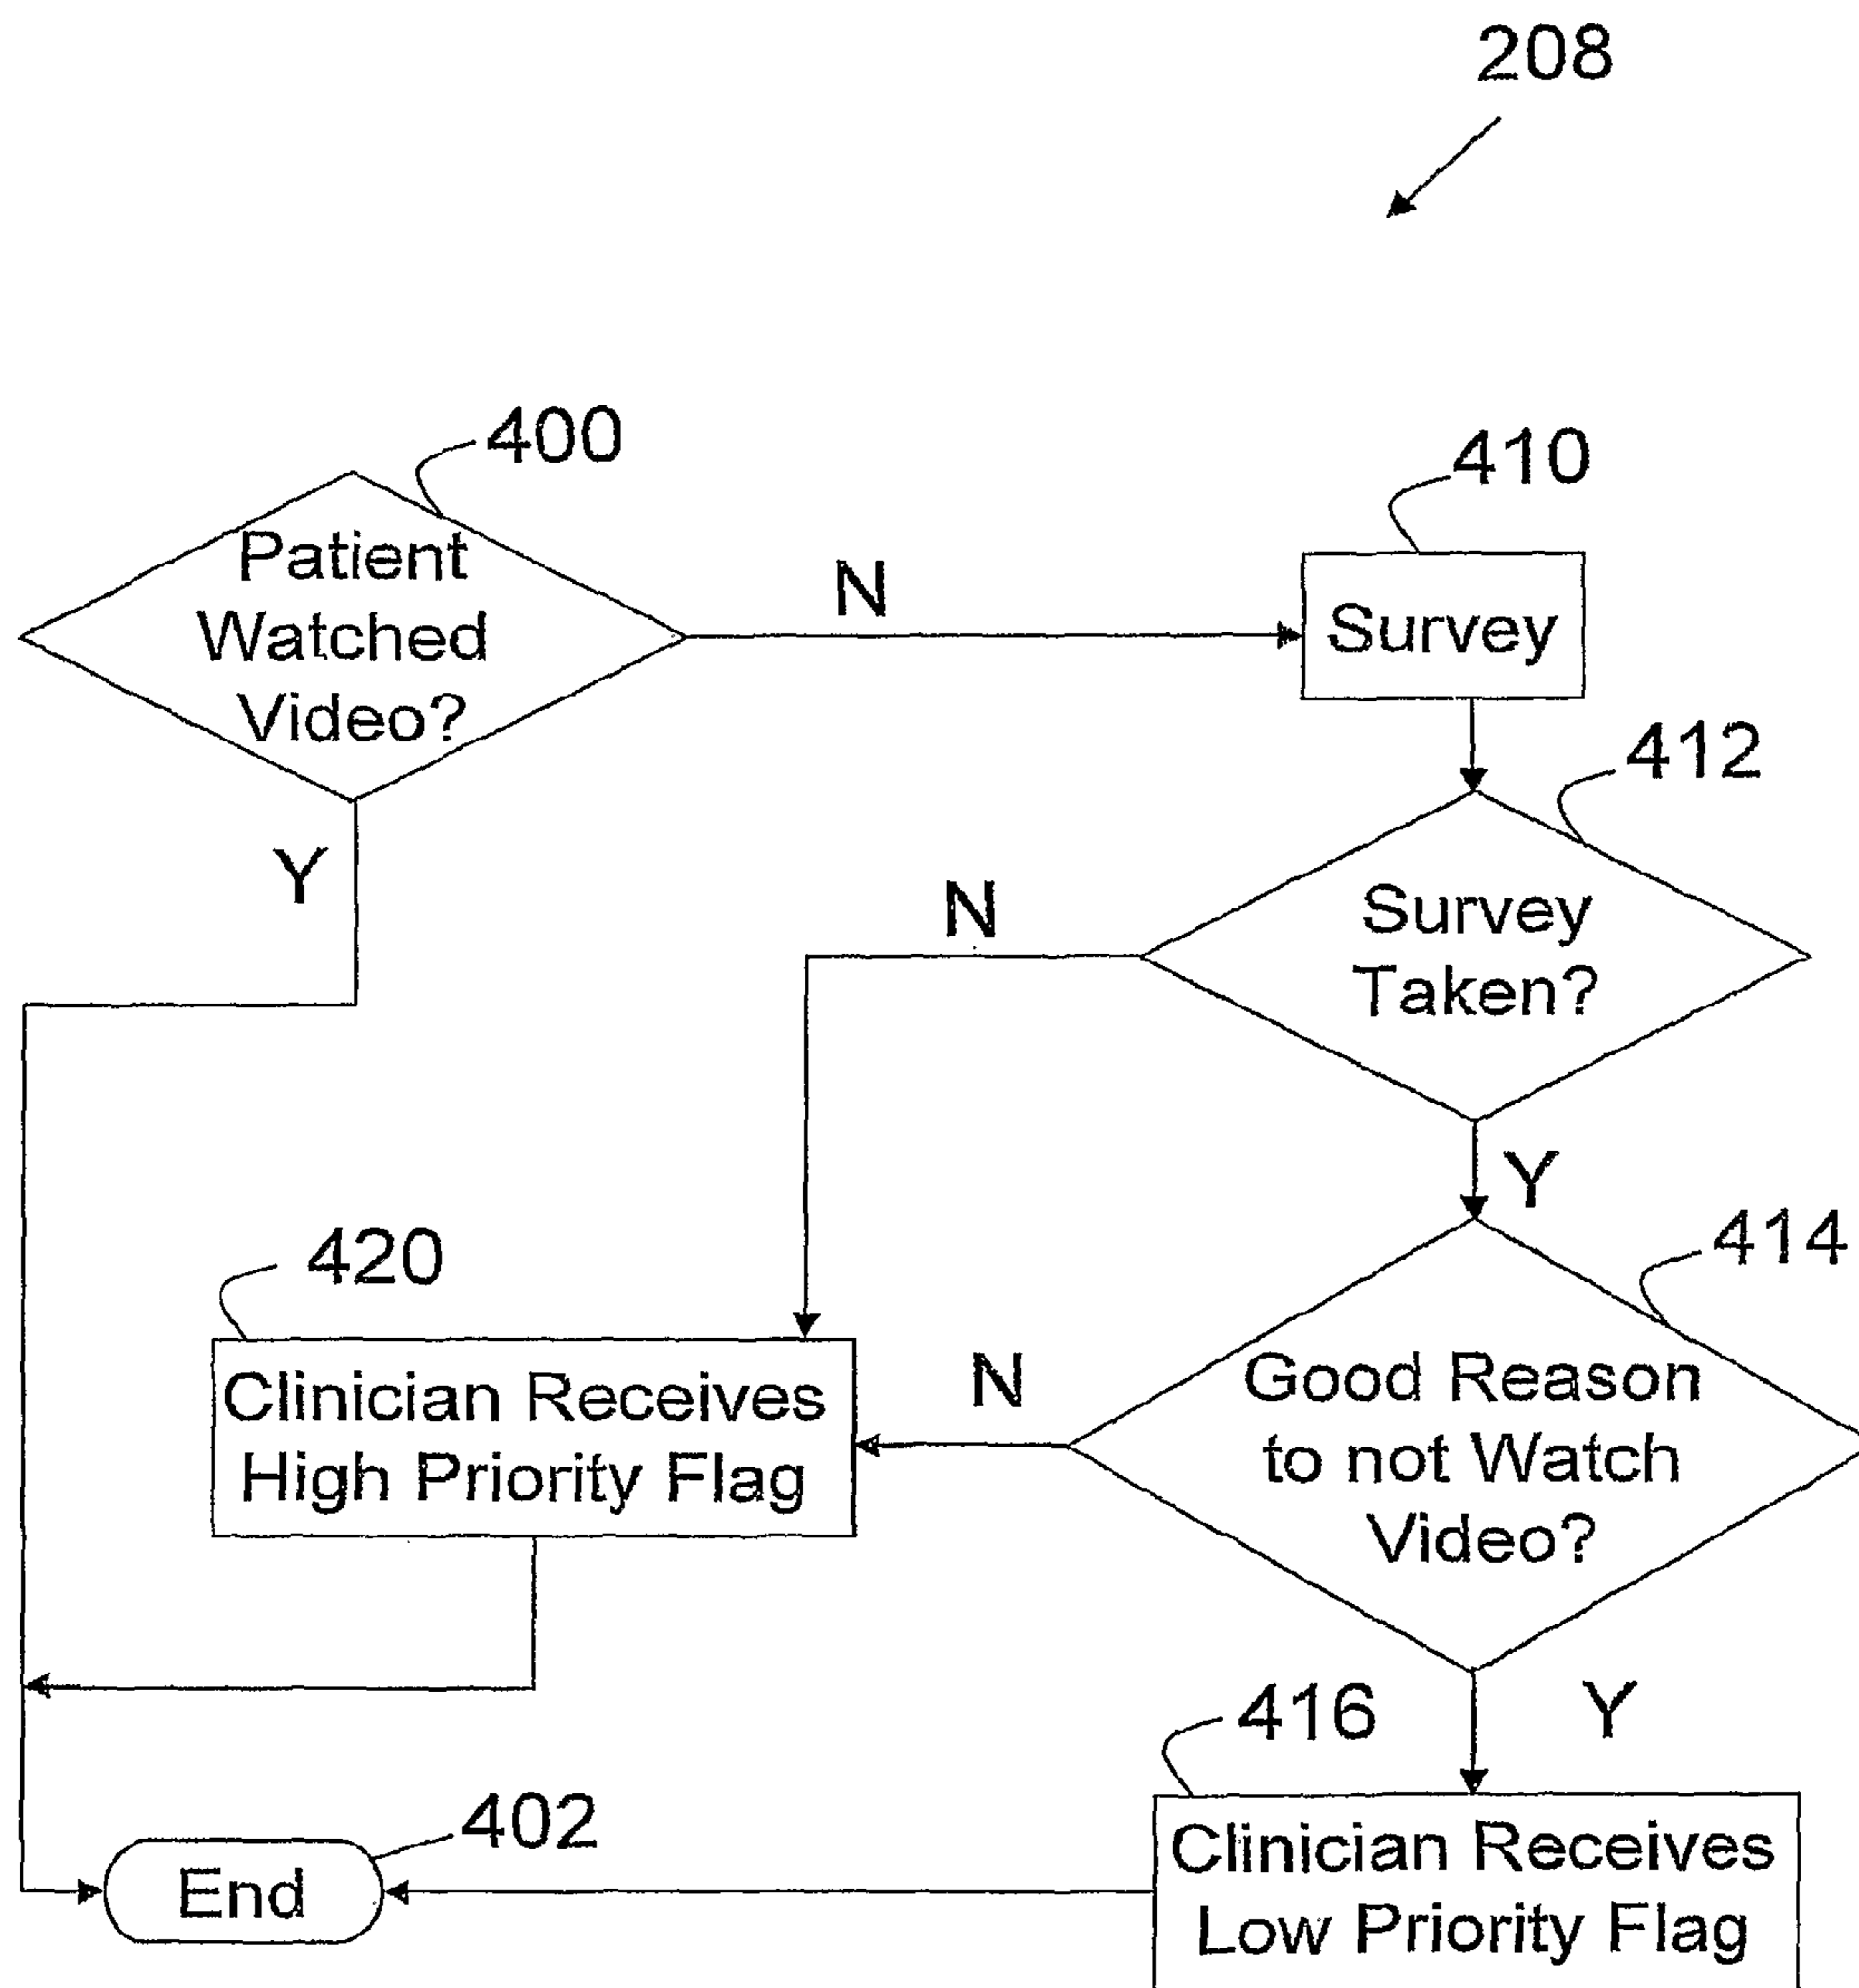 208
400
Patient
Watched
Video?
N
410
Survey
412
Survey
Taken?
Y
N
Y
414
Good Reason
to not Watch
Video?
N
420
Clinician Receives
High Priority Flag
Y
416
Clinician Receives
Low Priority Flag
402
End